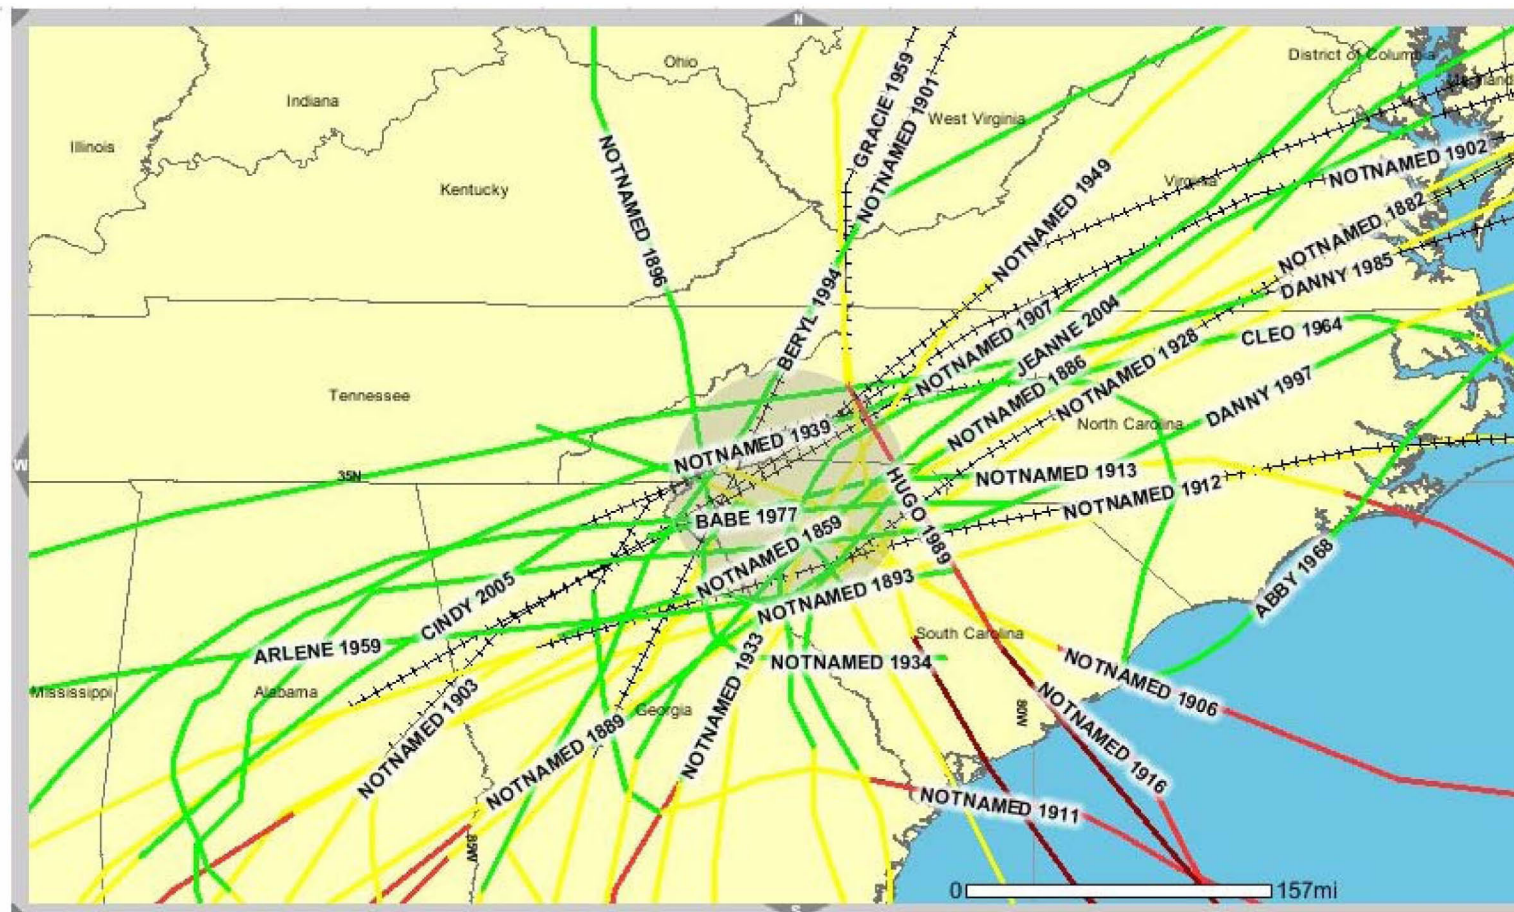 N
Ohio
District of Columbia
Indiana
GRACIE 1959
NOTNAMED 1901
Maryland
West Virginia
Illinois
NOTNAMED 1902
Kentucky
NOTNAMED 1896
Virginia
NOTNAMED 1949
NOTNAMED 1882
DANNY 1985
BERYL 1994
NOTNAMED 1907
JEANNE 2004
CLEO 1964
NOTNAMED 1928
NOTNAMED 1886
Tennessee
DANNY 1997
North Carolina
NOTNAMED 1939
W
35N
NOTNAMED 1913
NOTNAMED 1912
HUGO 1989
BABE 1977
NOTNAMED 1859
NOTNAMED 1893
ABBY 1968
CINDY 2005
ARLENE 1959
South Carolina
NOTNAMED 1934
NOTNAMED 1933
Mississippi
Alabama
NOTNAMED 1906
NOTNAMED 1903
Georgia
80W
NOTNAMED 1916
NOTNAMED 1889
NOTNAMED 1911
85W
0 157mi
S